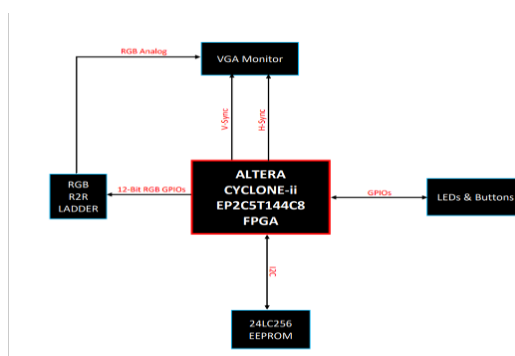 RGB Analog
VGA Monitor
V-Sync
H-Sync
RGB
R2R
LADDER
12-Bit RGB GPIOs
ALTERA
CYCLONE-ii
EP2C5T144C8
FPGA
GPIOs
LEDs & Buttons
I2C
24LC256
EEPROM